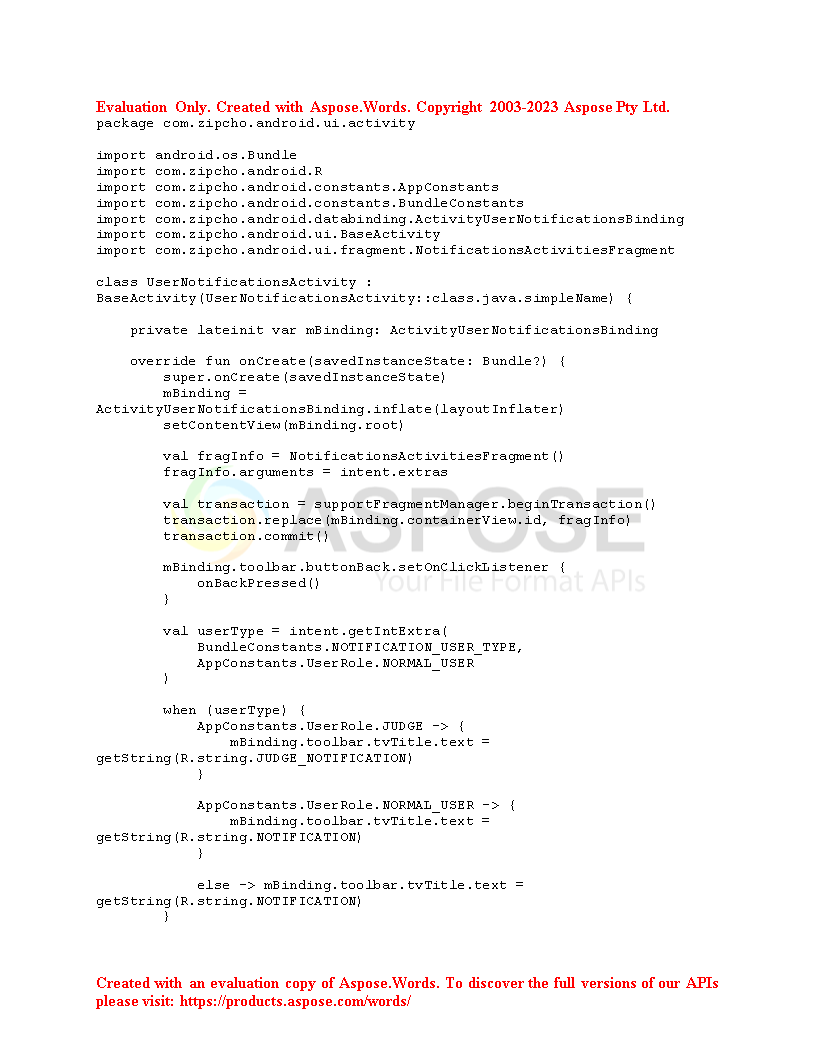 Evaluation Only. Created with Aspose.Words. Copyright 2003-2023 Aspose Pty Ltd.
package com.zipcho.android.ui.activity

import android.os.Bundle
import com.zipcho.android.R
import com.zipcho.android.constants.AppConstants
import com.zipcho.android.constants.BundleConstants
import com.zipcho.android.databinding.ActivityUserNotificationsBinding
import com.zipcho.android.ui.BaseActivity
import com.zipcho.android.ui.fragment.NotificationsActivitiesFragment

class UserNotificationsActivity :
BaseActivity(UserNotificationsActivity::class.java.simpleName) {

    private lateinit var mBinding: ActivityUserNotificationsBinding

    override fun onCreate(savedInstanceState: Bundle?) {
        super.onCreate(savedInstanceState)
        mBinding =
ActivityUserNotificationsBinding.inflate(layoutInflater)
        setContentView(mBinding.root)

        val fragInfo = NotificationsActivitiesFragment()
        fragInfo.arguments = intent.extras

        val transaction = supportFragmentManager.beginTransaction()
        transaction.replace(mBinding.containerView.id, fragInfo)
        transaction.commit()
ASPOSE
Your File Format APIs

        mBinding.toolbar.buttonBack.setOnClickListener {
            onBackPressed()
        }

        val userType = intent.getIntExtra(
            BundleConstants.NOTIFICATION_USER_TYPE,
            AppConstants.UserRole.NORMAL_USER
        )

        when (userType) {
            AppConstants.UserRole.JUDGE -> {
                mBinding.toolbar.tvTitle.text =
getString(R.string.JUDGE_NOTIFICATION)
            }

            AppConstants.UserRole.NORMAL_USER -> {
                mBinding.toolbar.tvTitle.text =
getString(R.string.NOTIFICATION)
            }

            else -> mBinding.toolbar.tvTitle.text =
getString(R.string.NOTIFICATION)
        }

Created with an evaluation copy of Aspose.Words. To discover the full versions of our APIs
please visit: https://products.aspose.com/words/